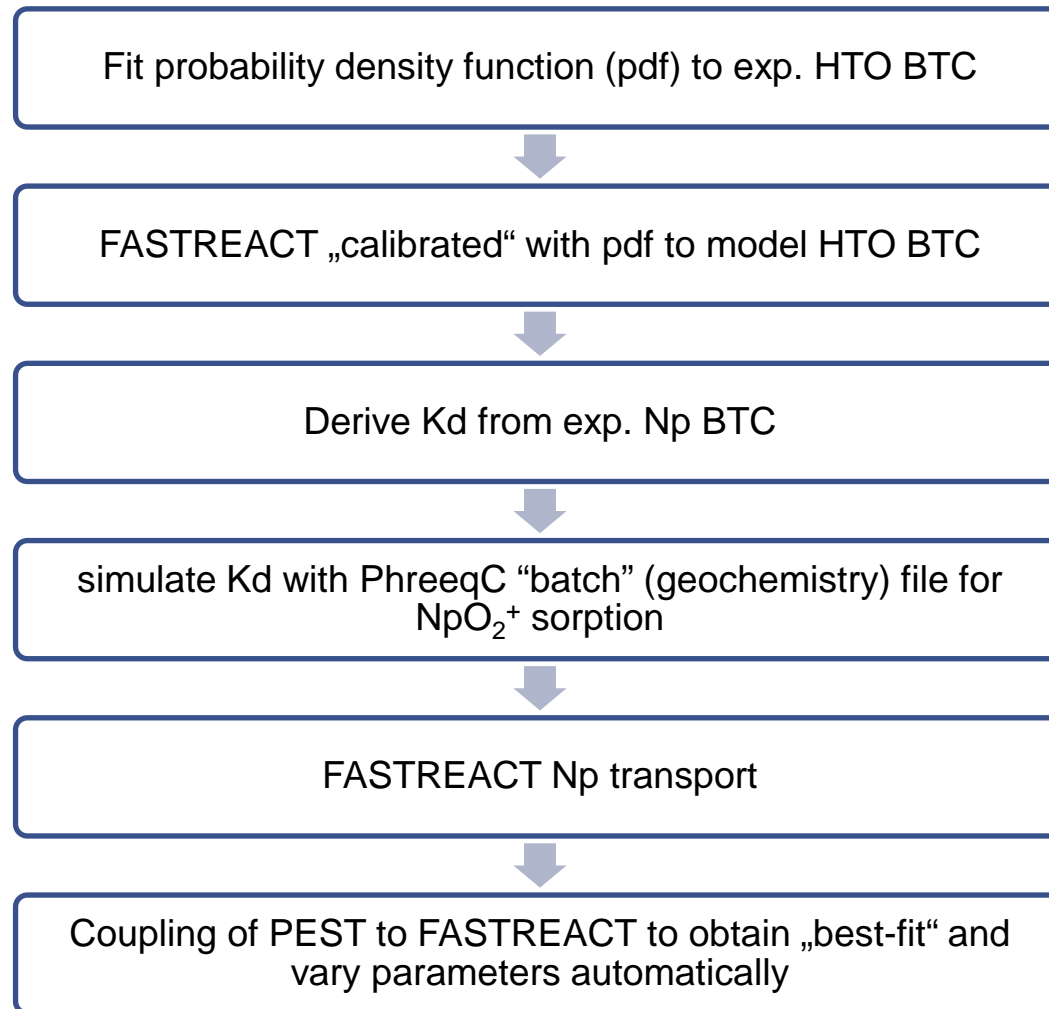 Fit probability density function (pdf) to exp. HTO BTC
FASTREACT „calibrated“ with pdf to model HTO BTC
Derive Kd from exp. Np BTC
simulate Kd with PhreeqC “batch” (geochemistry) file for
NpO₂⁺ sorption
FASTREACT Np transport
Coupling of PEST to FASTREACT to obtain „best-fit“ and
vary parameters automatically